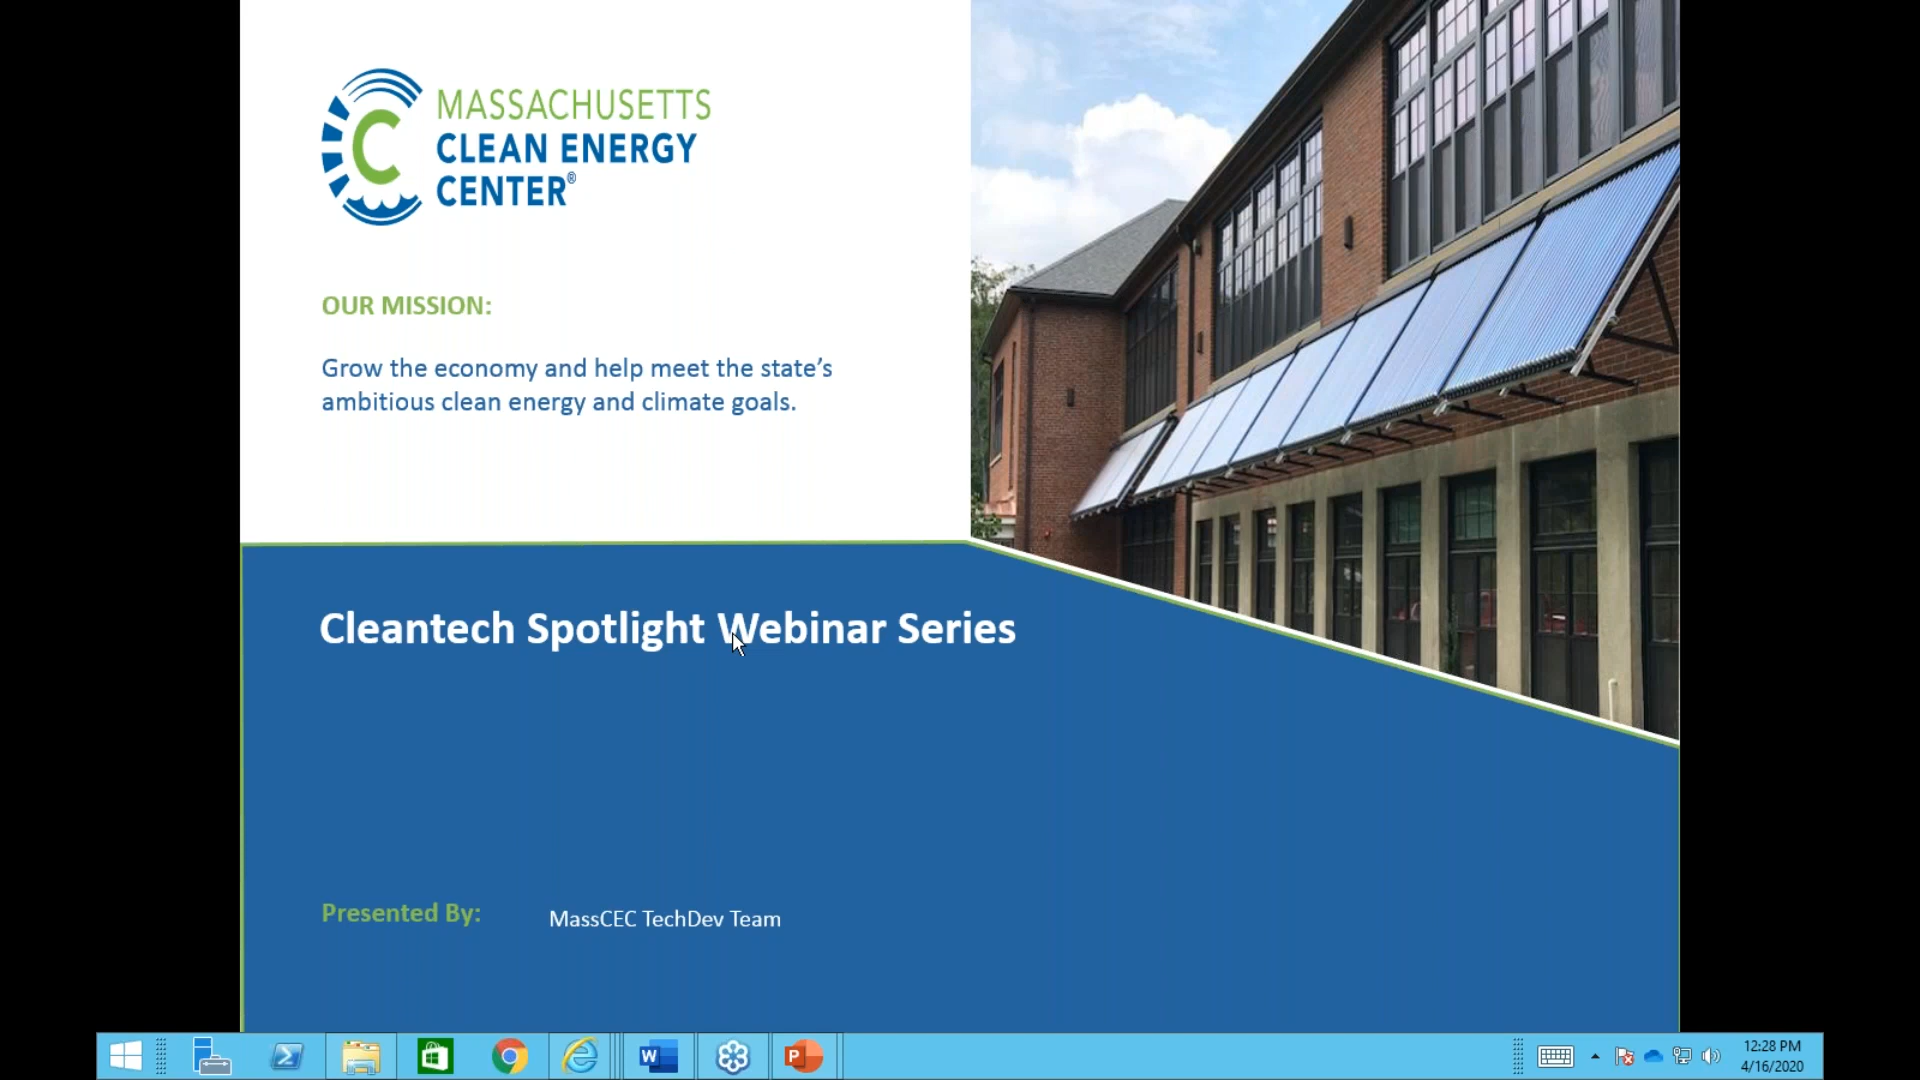 MASSACHUSETTS
CLEAN ENERGY
CENTER®
OUR MISSION:
Grow the economy and help meet the state’s
ambitious clean energy and climate goals.
Cleantech Spotlight Webinar Series
Presented By:
MassCEC TechDev Team
12:28 PM
4/16/2020